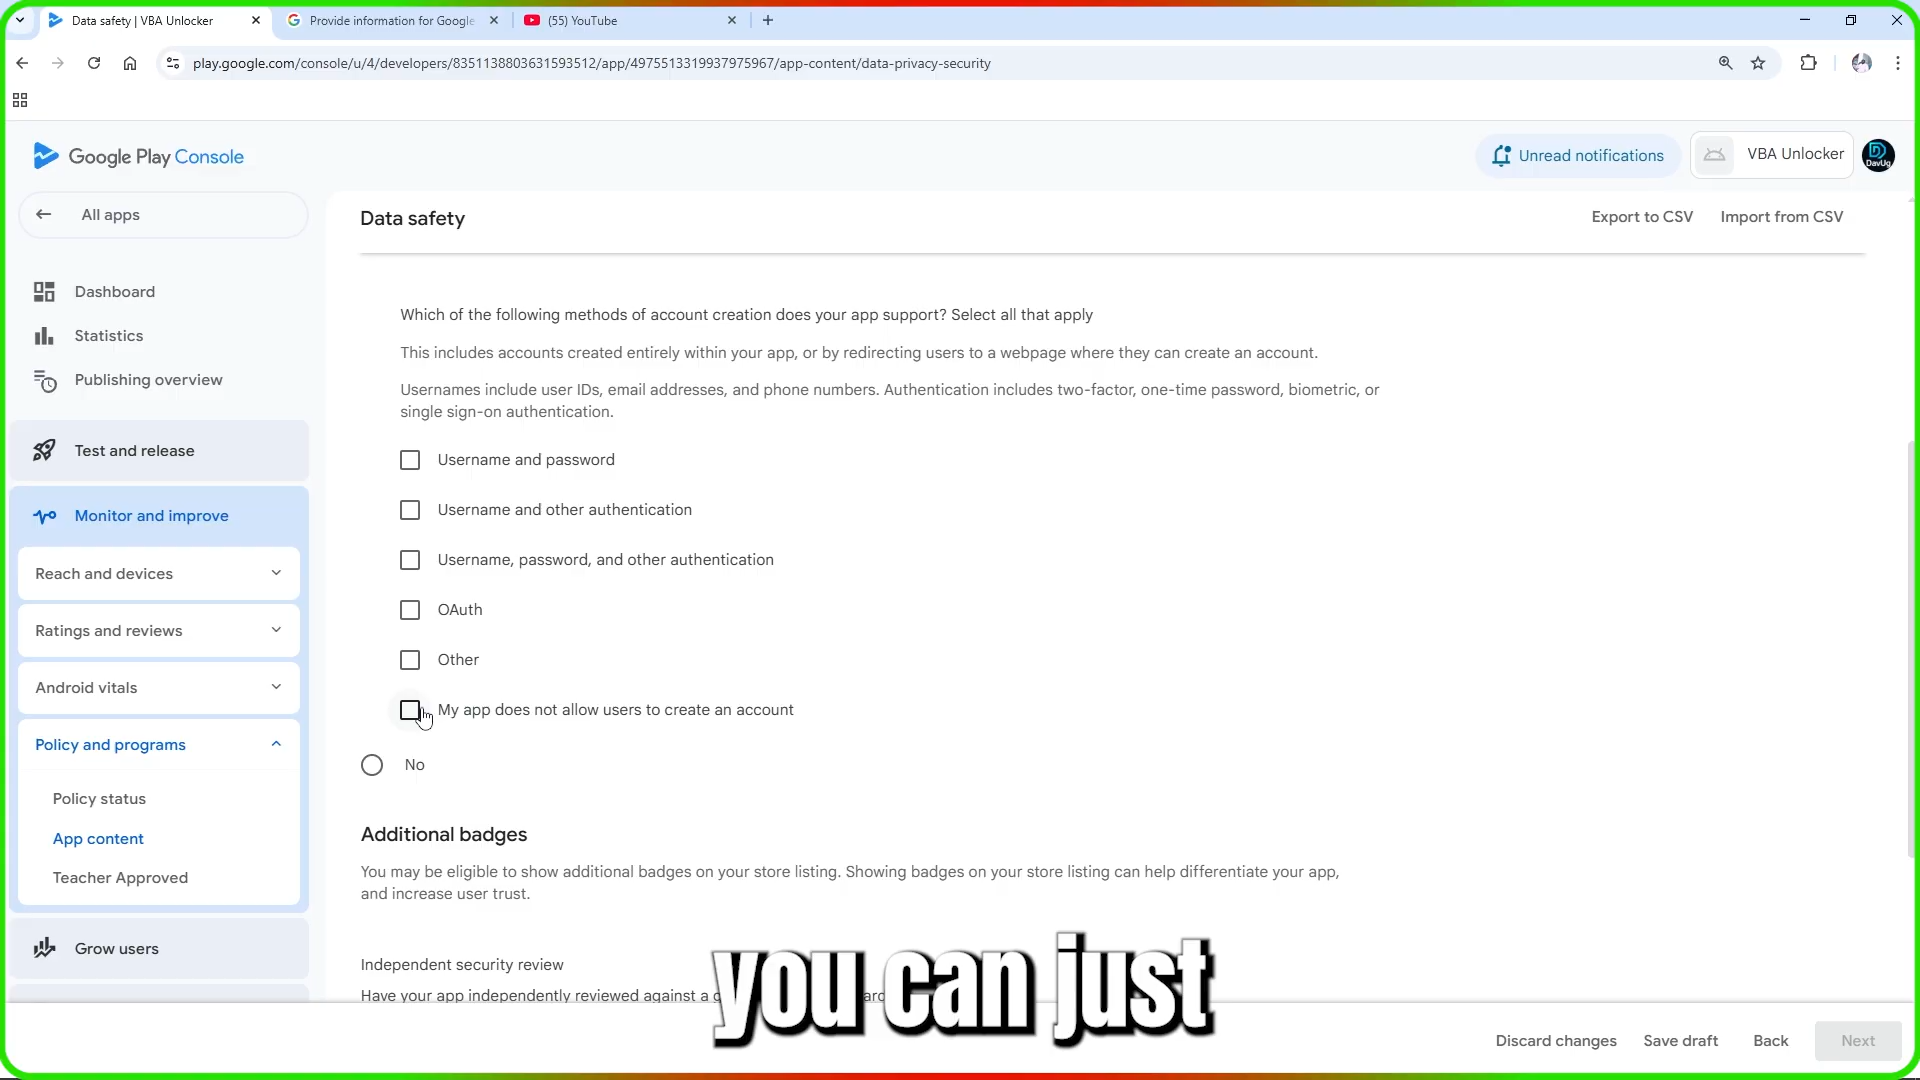 Data safety | VBA Unlocker
Provide information for Google
(55) YouTube
play.google.com/console/u/4/developers/8351138803631593512/app/4975513319937975967/app-content/data-privacy-security
Google Play Console
Unread notifications
VBA Unlocker
DavUg
All apps
Dashboard
Statistics
Publishing overview
Test and release
Monitor and improve
Reach and devices
Ratings and reviews
Android vitals
Policy and programs
Policy status
App content
Teacher Approved
Grow users
Data safety
Export to CSV
Import from CSV
Which of the following methods of account creation does your app support? Select all that apply
This includes accounts created entirely within your app, or by redirecting users to a webpage where they can create an account.
Usernames include user IDs, email addresses, and phone numbers. Authentication includes two-factor, one-time password, biometric, or
single sign-on authentication.
Username and password
Username and other authentication
Username, password, and other authentication
OAuth
Other
My app does not allow users to create an account
No
Additional badges
You may be eligible to show additional badges on your store listing. Showing badges on your store listing can help differentiate your app,
and increase user trust.
Independent security review
Have your app independently reviewed against a
you can just
Discard changes
Save draft
Back
Next